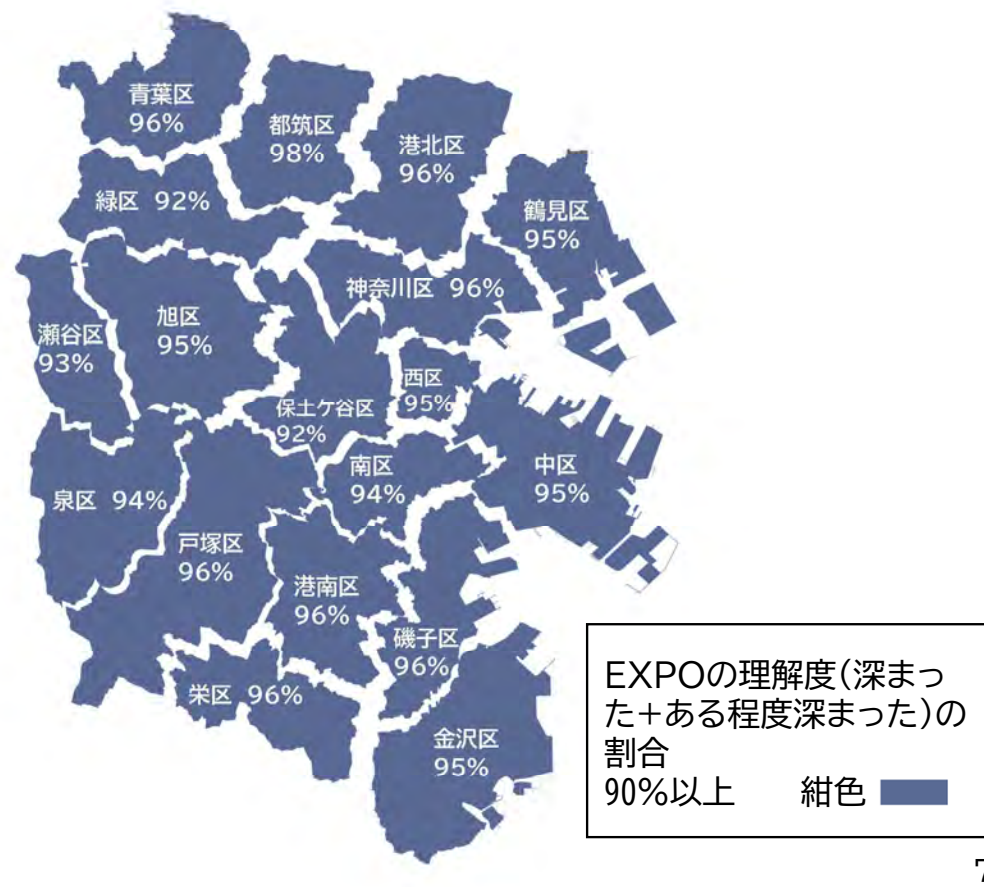 青葉区
96%
都筑区
98%
港北区
96%
緑区 92%
鶴見区
95%
神奈川区 96%
瀬谷区
93%
旭区
95%
西区
95%
保土ケ谷区
92%
南区
94%
中区
95%
泉区 94%
戸塚区
96%
港南区
96%
磯子区
96%
栄区 96%
金沢区
95%
EXPOの理解度(深まっ
た+ある程度深まった)の
割合
90%以上 紺色
7